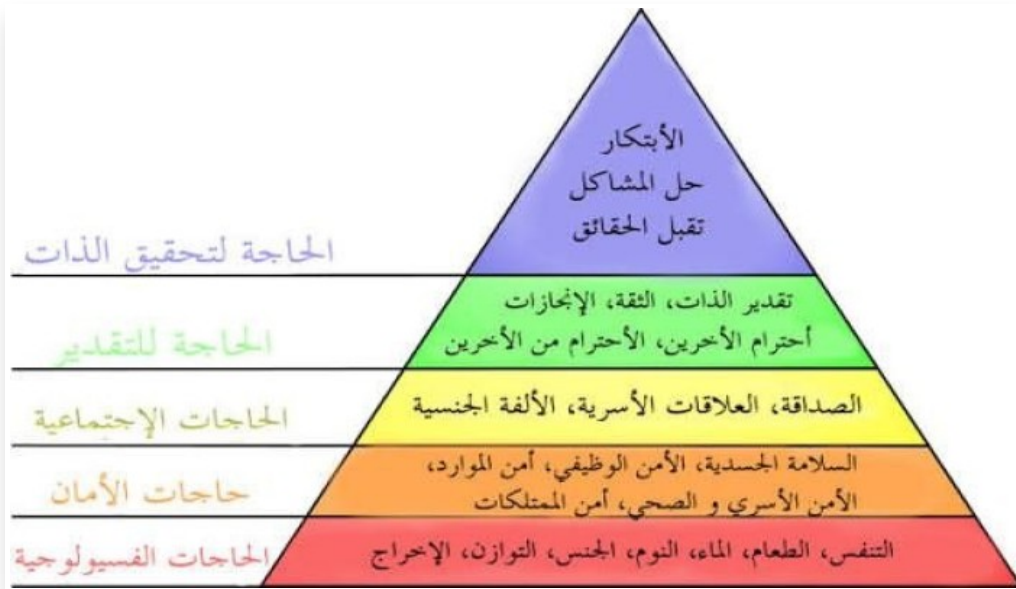 الأبتكار
حل المشاكل
تقبل الحقائق
الحاجة لتحقيق الذات
تقدير الذات، الثقة، الإنجازات
أحترام الأخرين، الأحترام من الأخرين
الحاجة للتقدير
الصداقة، العلاقات الأسرية، الألفة الجنسية
الحاجات الإجتماعية
السلامة الجسدية، الأمن الوظيفي، أمن الموارد،
الأمن الأسري و الصحي، أمن الممتلكات
حاجات الأمان
التنفس، الطعام، الماء، النوم، الجنس، التوازن، الإخراج
الحاجات الفسيولوجية